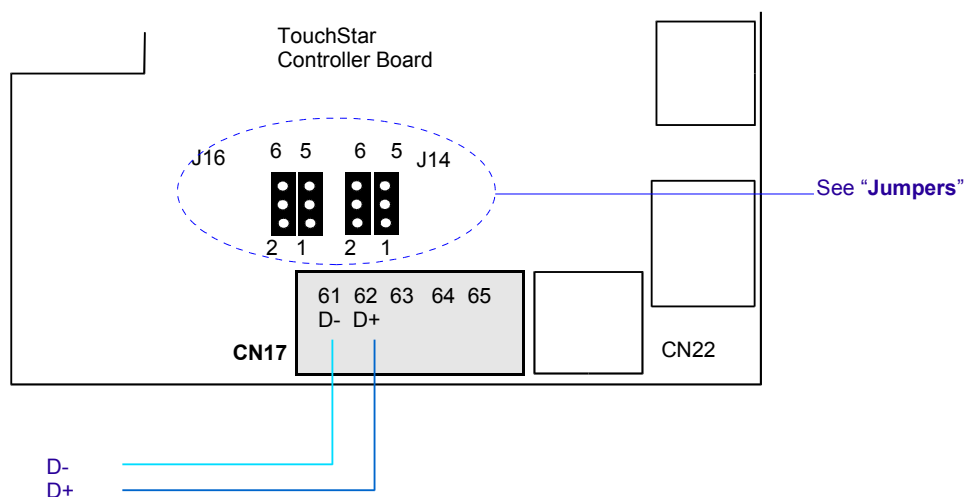 TouchStar
Controller Board
J16 6 5 6 5 J14
See “Jumpers”
2 1 2 1
61 62 63 64 65
D- D+
CN17
CN22
D-
D+